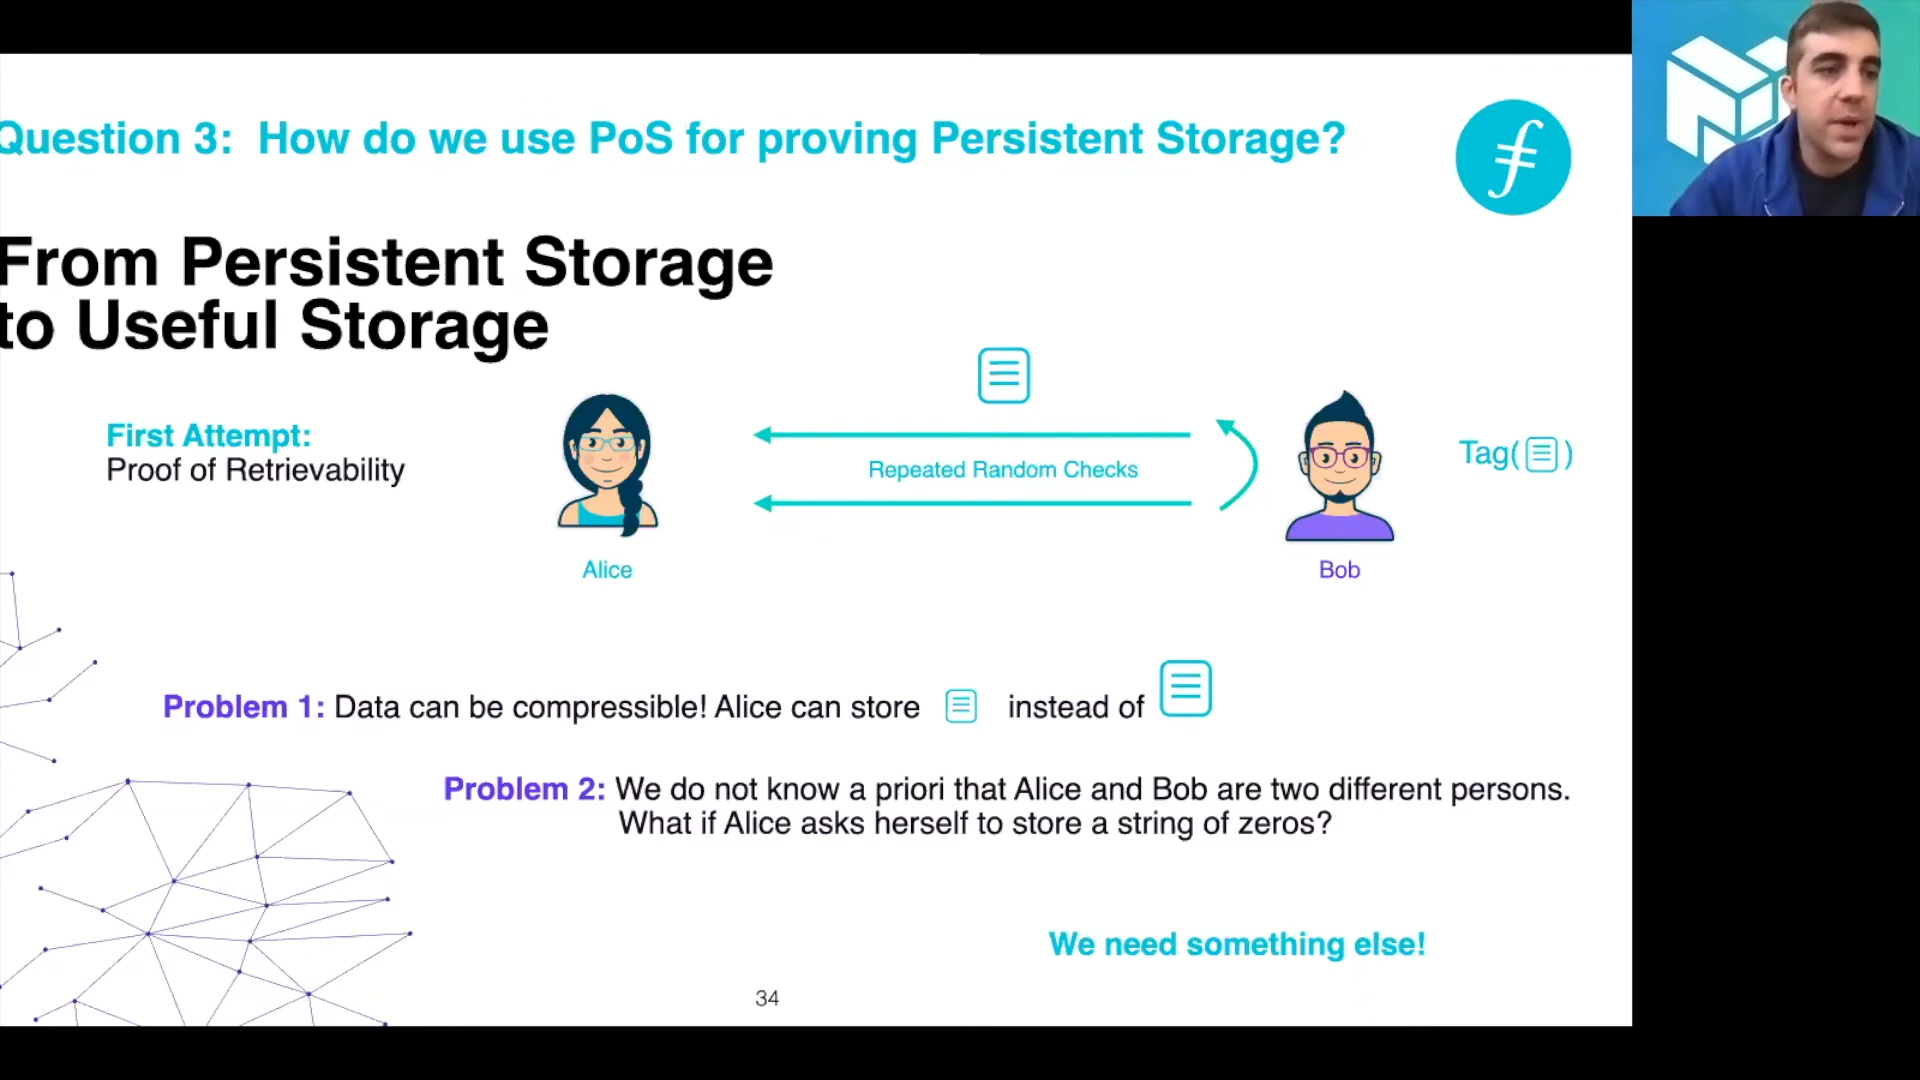 Question 3: How do we use PoS for proving Persistent Storage?
From Persistent Storage
to Useful Storage
First Attempt:
Proof of Retrievability
Repeated Random Checks
Tag( )
Alice
Bob
Problem 1: Data can be compressible! Alice can store instead of
Problem 2: We do not know a priori that Alice and Bob are two different persons.
What if Alice asks herself to store a string of zeros?
We need something else!
34